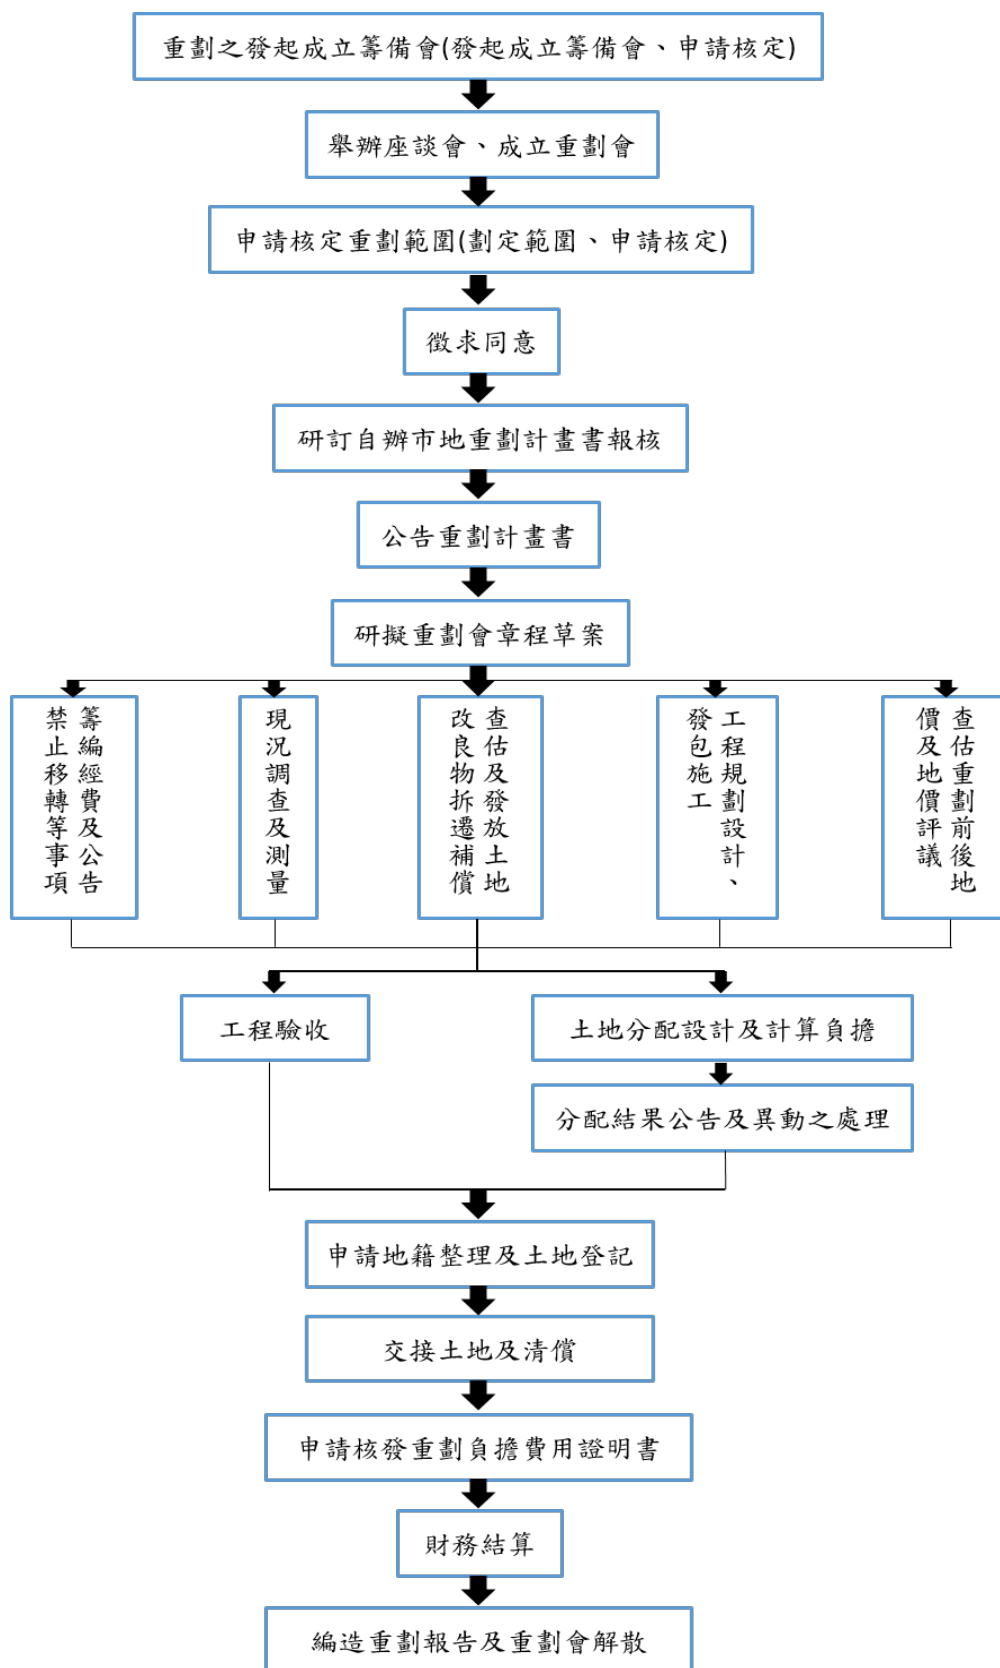 重劃之發起成立籌備會(發起成立籌備會、申請核定)
舉辦座談會、成立重劃會
申請核定重劃範圍(劃定範圍、申請核定)
徵求同意
研訂自辦市地重劃計畫書報核
公告重劃計畫書
研擬重劃會章程草案
籌編經費及公告
禁止移轉等事項
現況調查及測量
查估及發放土地
改良物拆遷補償
工程規劃設計、
發包施工
查估重劃前後地
價及地價評議
工程驗收
土地分配設計及計算負擔
分配結果公告及異動之處理
申請地籍整理及土地登記
交接土地及清償
申請核發重劃負擔費用證明書
財務結算
編造重劃報告及重劃會解散